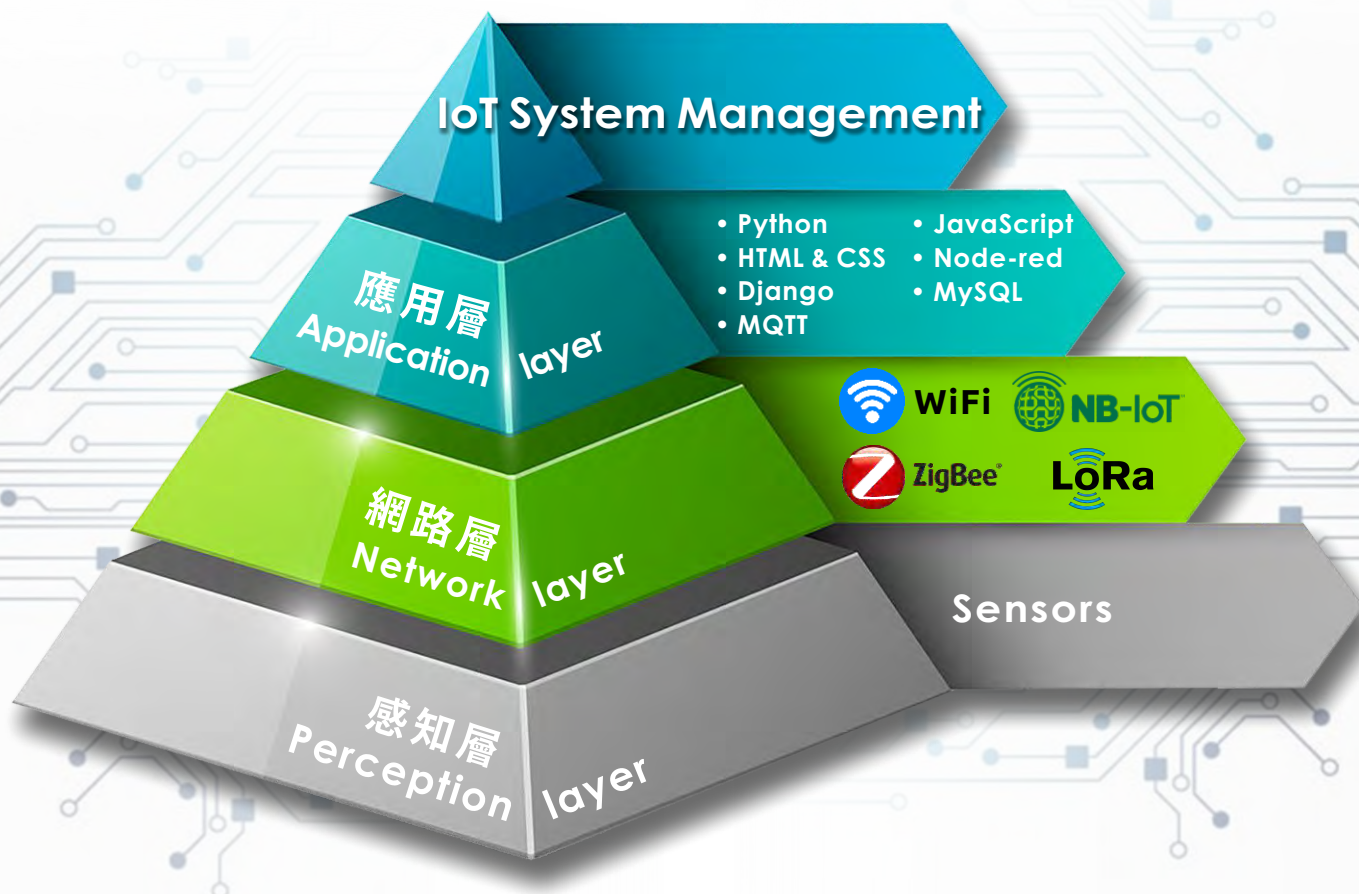 IoT System Management
• Python
• HTML & CSS
• Django
• MQTT
• JavaScript
• Node-red
• MySQL
應用層
Application layer
WiFi
NB-IoT
ZigBee
LoRa
網路層
Network layer
Sensors
感知層
Perception layer